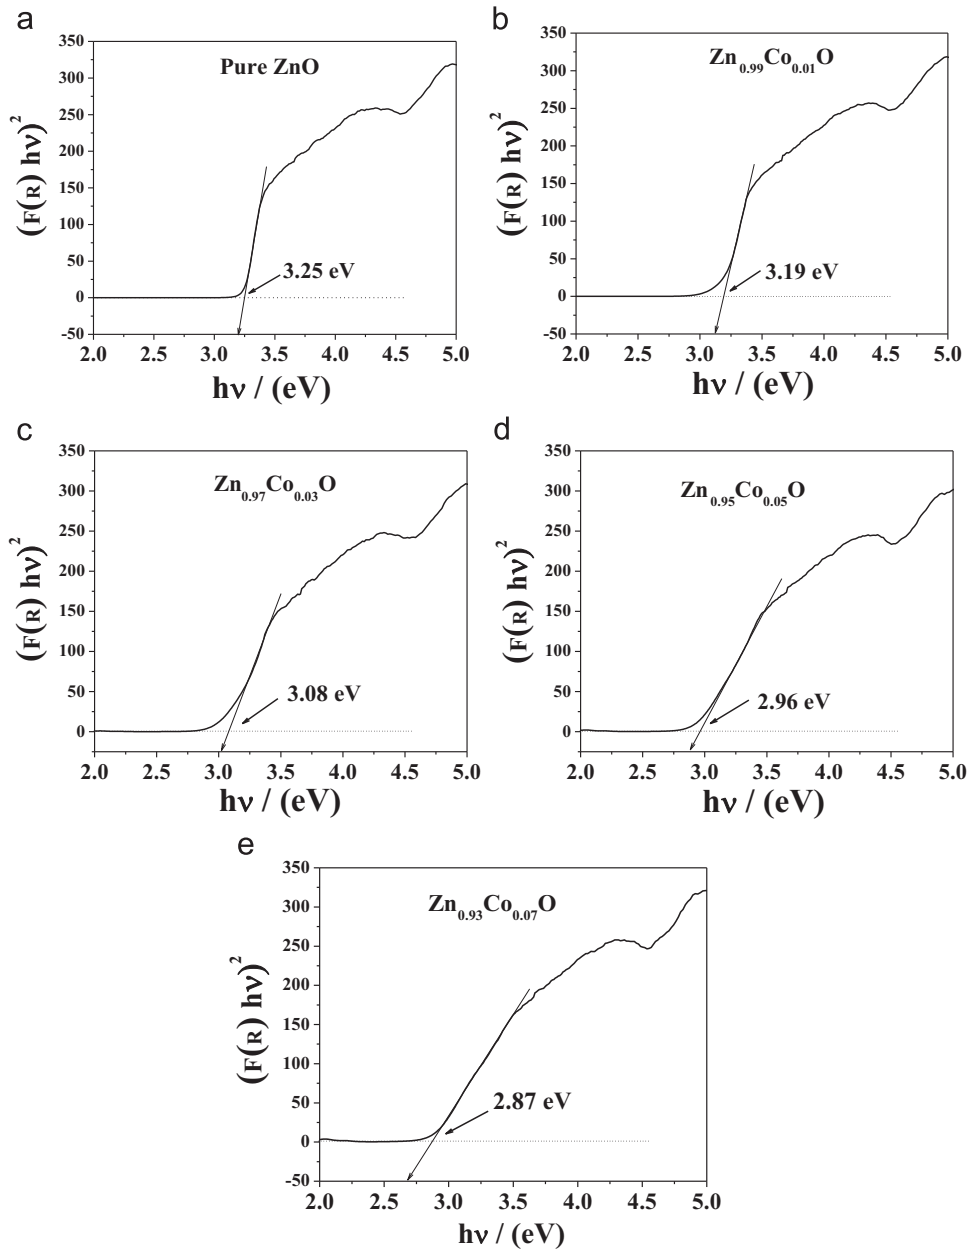 a
Pure ZnO
350
300
250
200
150
100
50
0
-50
(F(R) hν)²
3.25 eV
2.0 2.5 3.0 3.5 4.0 4.5 5.0
hν / (eV)
b
Zn0.99Co0.01O
350
300
250
200
150
100
50
0
-50
(F(R) hν)²
3.19 eV
2.0 2.5 3.0 3.5 4.0 4.5 5.0
hν / (eV)
c
Zn0.97Co0.03O
350
300
250
200
150
100
50
0
(F(R) hν)²
3.08 eV
2.0 2.5 3.0 3.5 4.0 4.5 5.0
hν / (eV)
d
Zn0.95Co0.05O
350
300
250
200
150
100
50
0
(F(R) hν)²
2.96 eV
2.0 2.5 3.0 3.5 4.0 4.5 5.0
hν / (eV)
e
Zn0.93Co0.07O
350
300
250
200
150
100
50
0
-50
(F(R) hν)²
2.87 eV
2.0 2.5 3.0 3.5 4.0 4.5 5.0
hν / (eV)